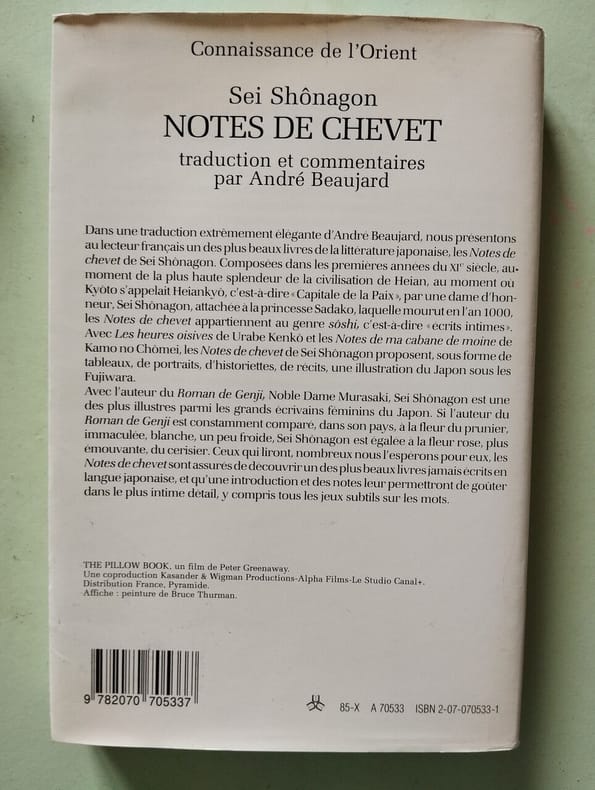 Connaissance de l'Orient
Sei Shônagon
NOTES DE CHEVET
traduction et commentaires
par André Beaujard
Dans une traduction extrêmement élégante d'André Beaujard, nous présentons
au lecteur français un des plus beaux livres de la littérature japonaise, les Notes de
chevet de Sei Shônagon. Composées dans les premières années du XIe siècle, au-
moment de la plus haute splendeur de la civilisation de Heian, au moment où
Kyôto s'appelait Heiankyô, c'est-à-dire « Capitale de la Paix », par une dame d'hon-
neur, Sei Shônagon, attachée à la princesse Sadako, laquelle mourut en l'an 1000,
les Notes de chevet appartiennent au genre sôshi, c'est-à-dire « écrits intimes ».
Avec Les heures oisives de Urabe Kenkô et les Notes de ma cabane de moine de
Kamo no Chômei, les Notes de chevet de Sei Shônagon proposent, sous forme de
tableaux, de portraits, d'historiettes, de récits, une illustration du Japon sous les
Fujiwara.
Avec l'auteur du Roman de Genji, Noble Dame Murasaki, Sei Shônagon est une
des plus illustres parmi les grands écrivains féminins du Japon. Si l'auteur du
Roman de Genji est constamment comparé, dans son pays, à la fleur du prunier,
immaculée, blanche, un peu froide, Sei Shônagon est égalée à la fleur rose, plus
émouvante, du cerisier. Ceux qui liront, nombreux nous l'espérons pour eux, les
Notes de chevet sont assurés de découvrir un des plus beaux livres jamais écrits en
langue japonaise, et qu'une introduction et des notes leur permettront de goûter
dans le plus intime détail, y compris tous les jeux subtils sur les mots.
THE PILLOW BOOK, un film de Peter Greenaway.
Une coproduction Kasander & Wigman Productions-Alpha Films-Le Studio Canal+.
Distribution France, Pyramide.
Affiche : peinture de Bruce Thurman.
9 782070 705337
85-X A 70533 ISBN 2-07-070533-1